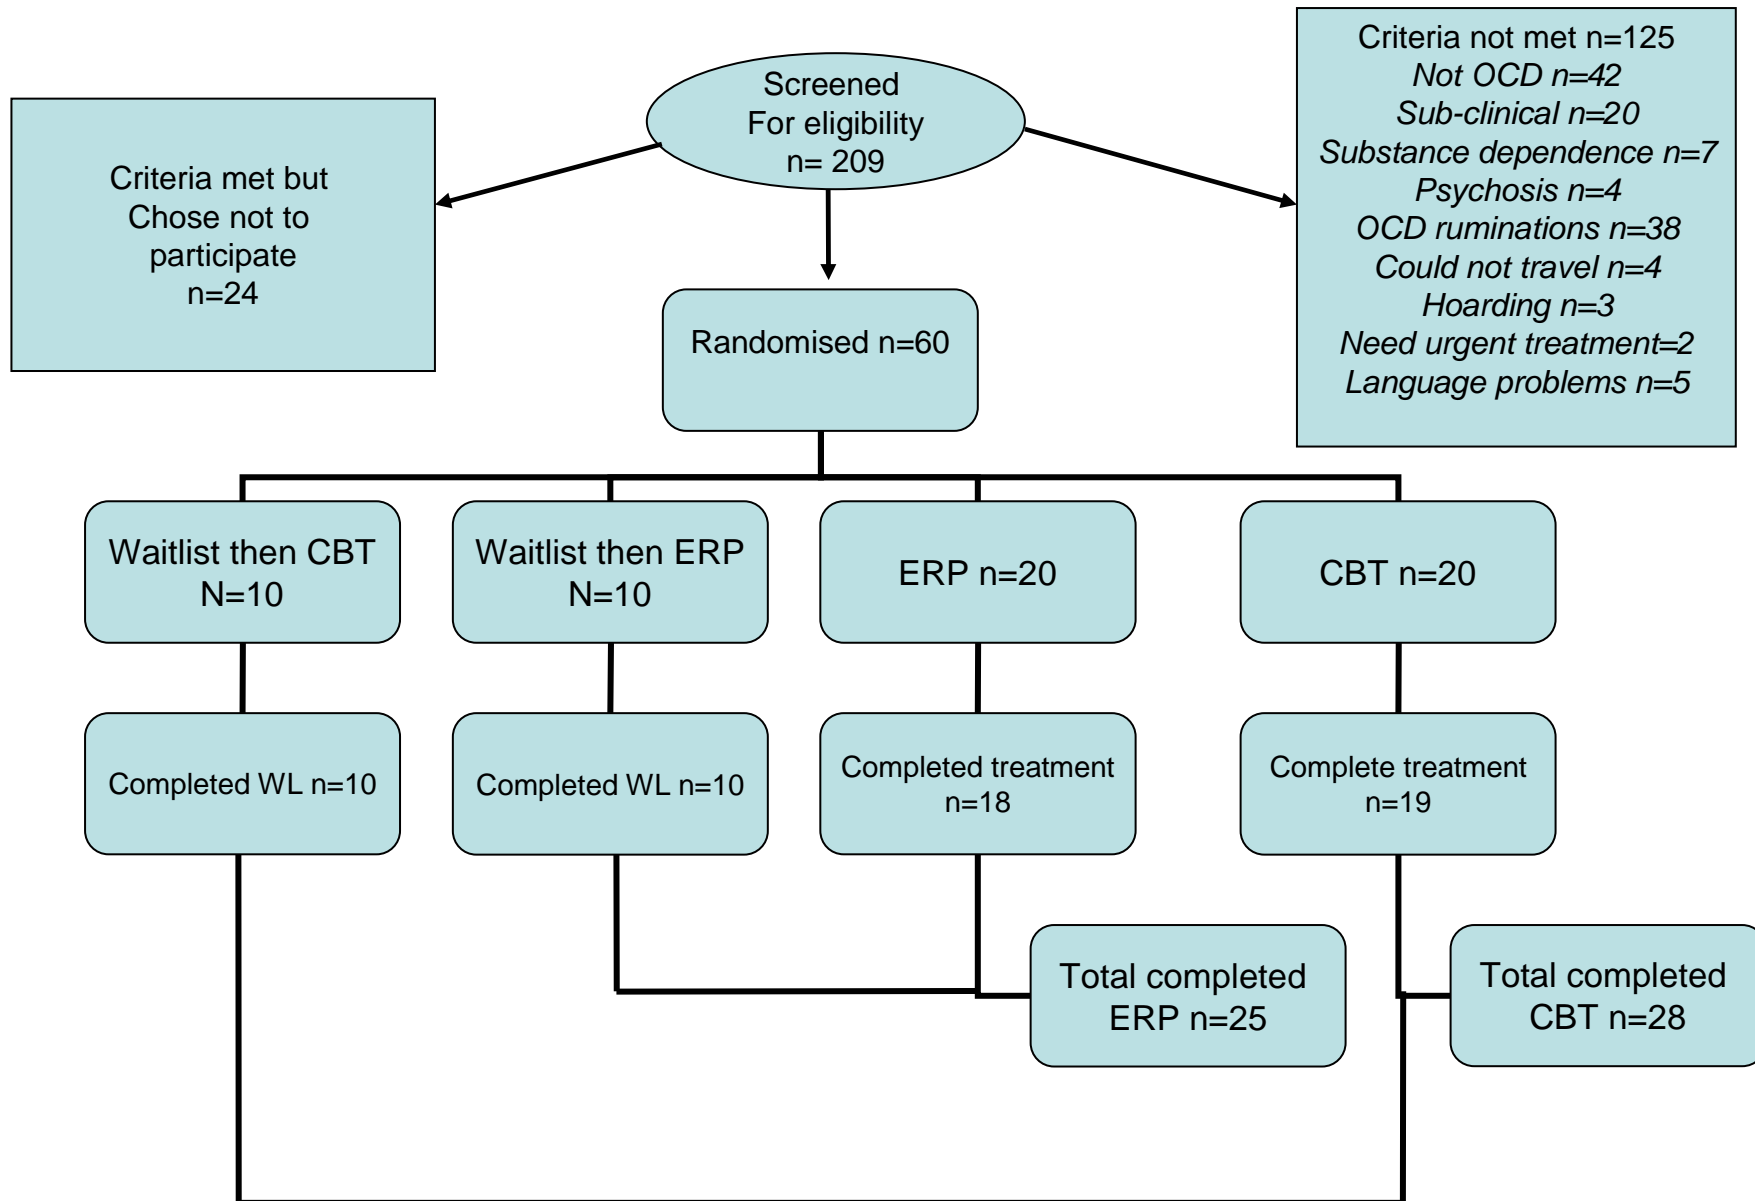 Screened
For eligibility
n= 209
Criteria met but
Chose not to
participate
n=24
Criteria not met n=125
Not OCD n=42
Sub-clinical n=20
Substance dependence n=7
Psychosis n=4
OCD ruminations n=38
Could not travel n=4
Hoarding n=3
Need urgent treatment=2
Language problems n=5
Randomised n=60
Waitlist then CBT
N=10
Waitlist then ERP
N=10
ERP n=20
CBT n=20
Completed WL n=10
Completed WL n=10
Completed treatment
n=18
Complete treatment
n=19
Total completed
ERP n=25
Total completed
CBT n=28